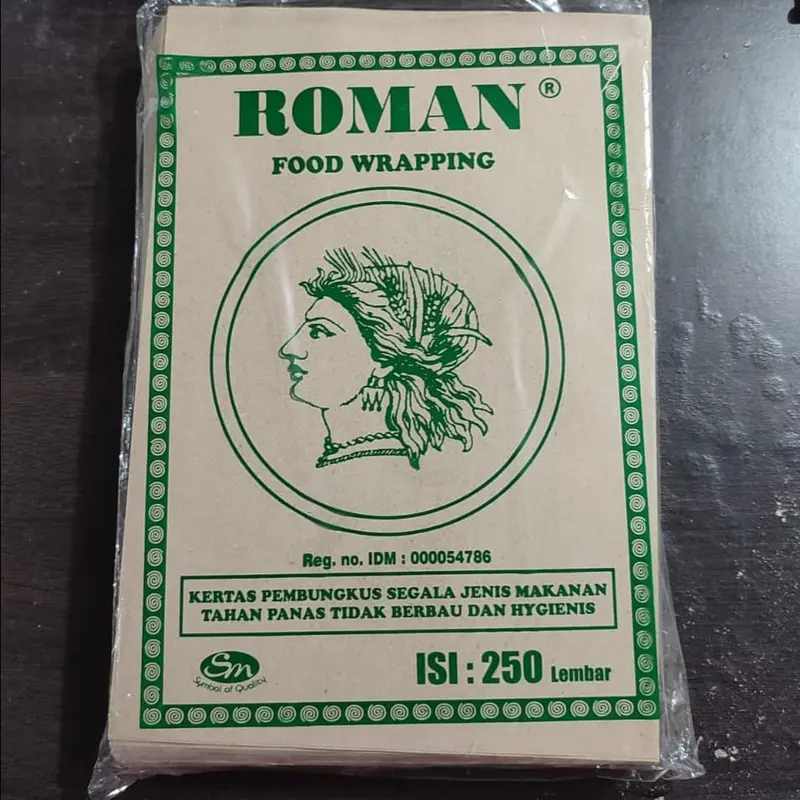 ROMAN ®
FOOD WRAPPING
Reg. no. IDM : 000054786
KERTAS PEMBUNGKUS SEGALA JENIS MAKANAN
TAHAN PANAS TIDAK BERBAU DAN HYGIENIS
Sm
Symbol of Quality
ISI : 250 Lembar